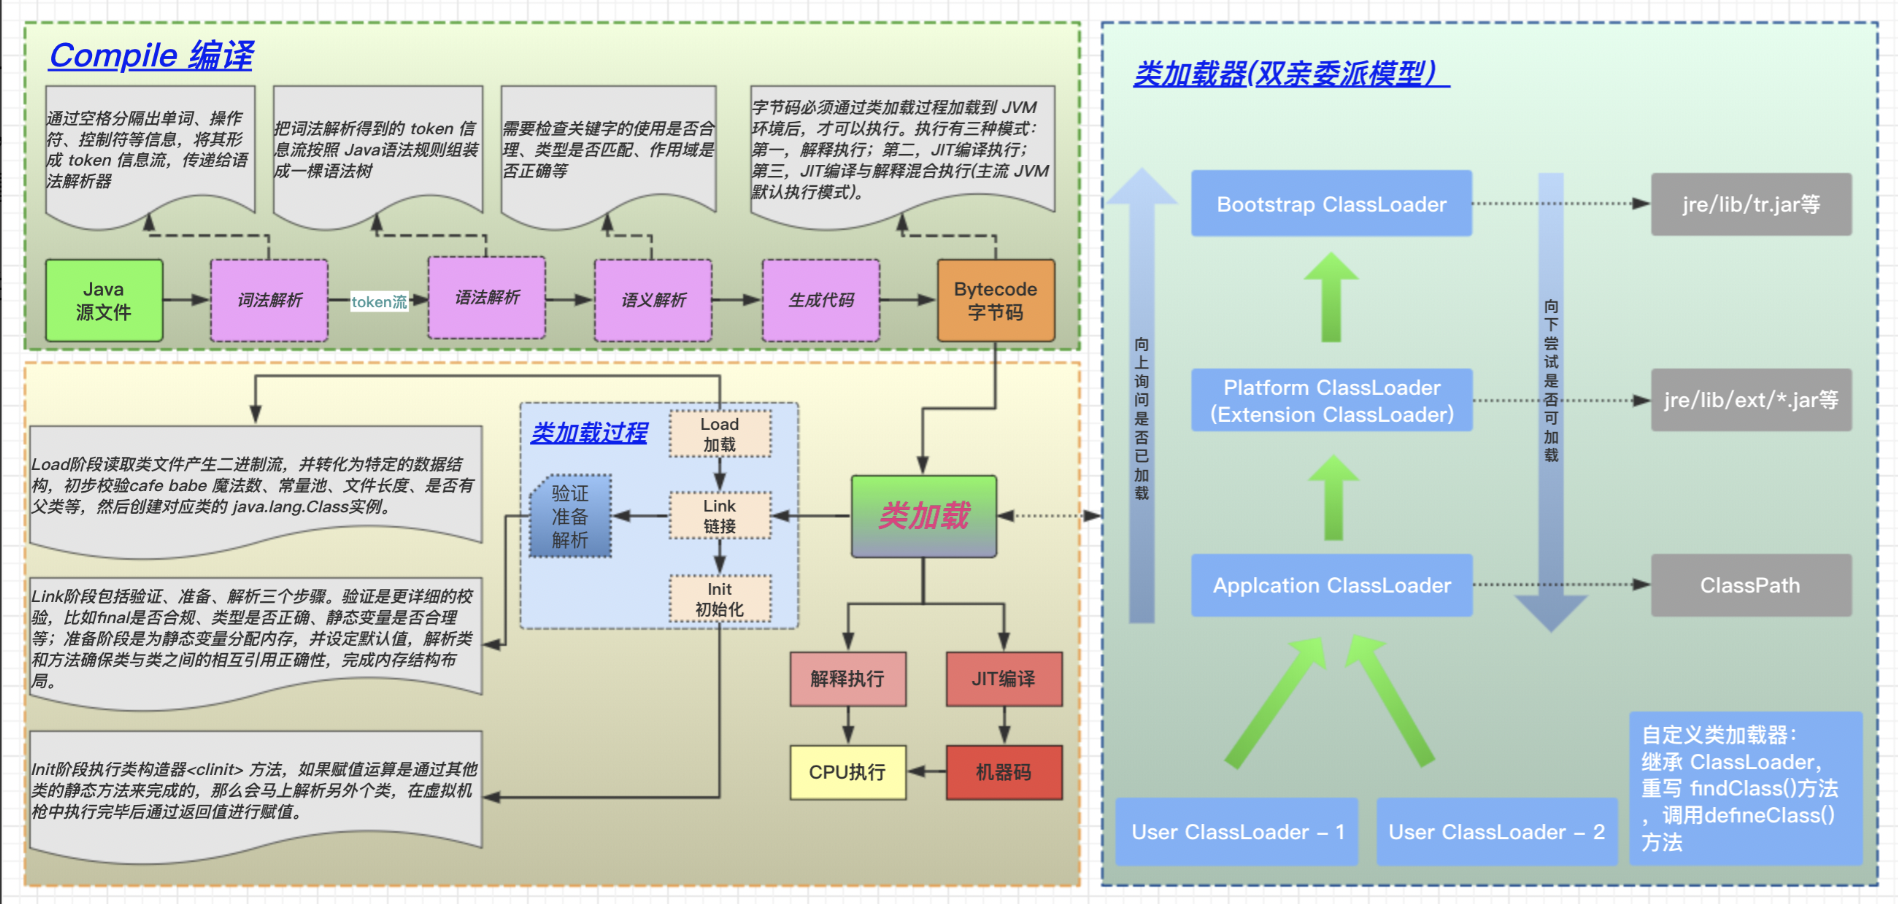 Compile 编译
通过空格分隔出单词、操作
符、控制符等信息，将其形
成 token 信息流，传递给语
法解析器
把词法解析得到的 token 信
息流按照 Java语法规则组装
成一棵语法树
需要检查关键字的使用是否合
理、类型是否匹配、作用域是
否正确等
字节码必须通过类加载过程加载到 JVM
环境后，才可以执行。执行有三种模式：
第一，解释执行；第二，JIT编译执行；
第三，JIT编译与解释混合执行(主流 JVM
默认执行模式)。
Java
源文件
词法解析
token流
语法解析
语义解析
生成代码
Bytecode
字节码
类加载过程
Load
加载
Link
链接
Init
初始化
验证
准备
解析
Load阶段读取类文件产生二进制流，并转化为特定的数据结
构，初步校验cafe babe 魔法数、常量池、文件长度、是否有
父类等，然后创建对应类的 java.lang.Class实例。
Link阶段包括验证、准备、解析三个步骤。验证是更详细的校
验，比如final是否合规、类型是否正确、静态变量是否合理
等；准备阶段是为静态变量分配内存，并设定默认值，解析类
和方法确保类与类之间的相互引用正确性，完成内存结构布
局。
Init阶段执行类构造器<clinit> 方法，如果赋值运算是通过其他
类的静态方法来完成的，那么会马上解析另外个类，在虚拟机
枪中执行完毕后通过返回值进行赋值。
类加载
解释执行
JIT编译
CPU执行
机器码
类加载器(双亲委派模型）
向上询问是否已加载
向下尝试是否可加载
Bootstrap ClassLoader
jre/lib/tr.jar等
Platform ClassLoader
(Extension ClassLoader)
jre/lib/ext/*.jar等
Applcation ClassLoader
ClassPath
User ClassLoader – 1
User ClassLoader – 2
自定义类加载器：
继承 ClassLoader，
重写 findClass()方法
，调用defineClass()
方法